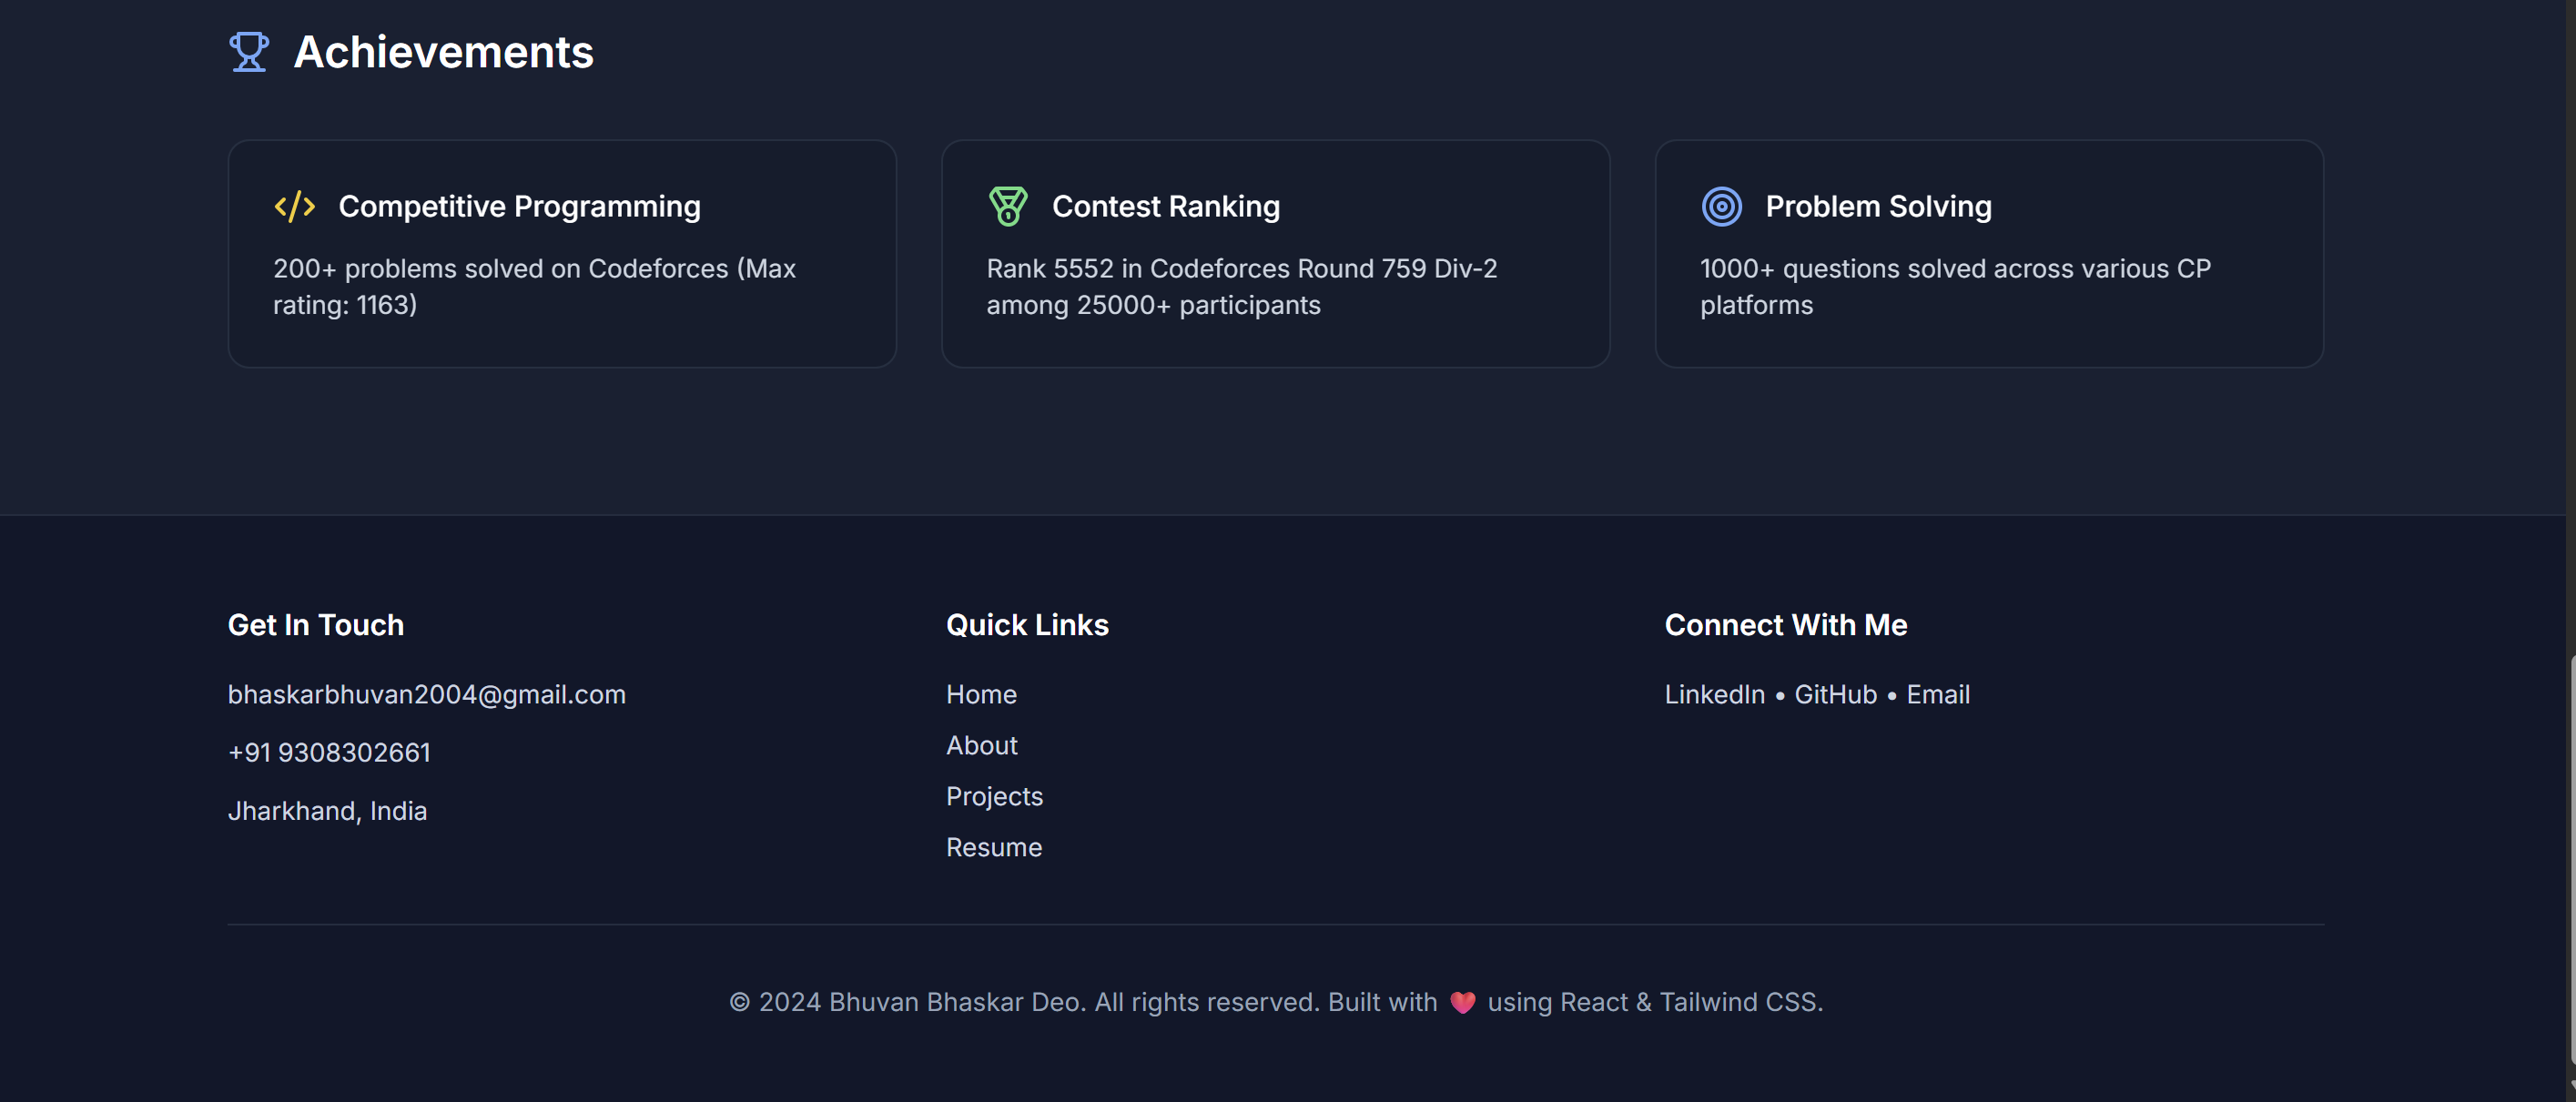 Achievements
Competitive Programming
200+ problems solved on Codeforces (Max
rating: 1163)
Contest Ranking
Rank 5552 in Codeforces Round 759 Div-2
among 25000+ participants
Problem Solving
1000+ questions solved across various CP
platforms
Get In Touch
bhaskarbhuvan2004@gmail.com
+91 9308302661
Jharkhand, India
Quick Links
Home
About
Projects
Resume
Connect With Me
LinkedIn • GitHub • Email
© 2024 Bhuvan Bhaskar Deo. All rights reserved. Built with ❤️ using React & Tailwind CSS.